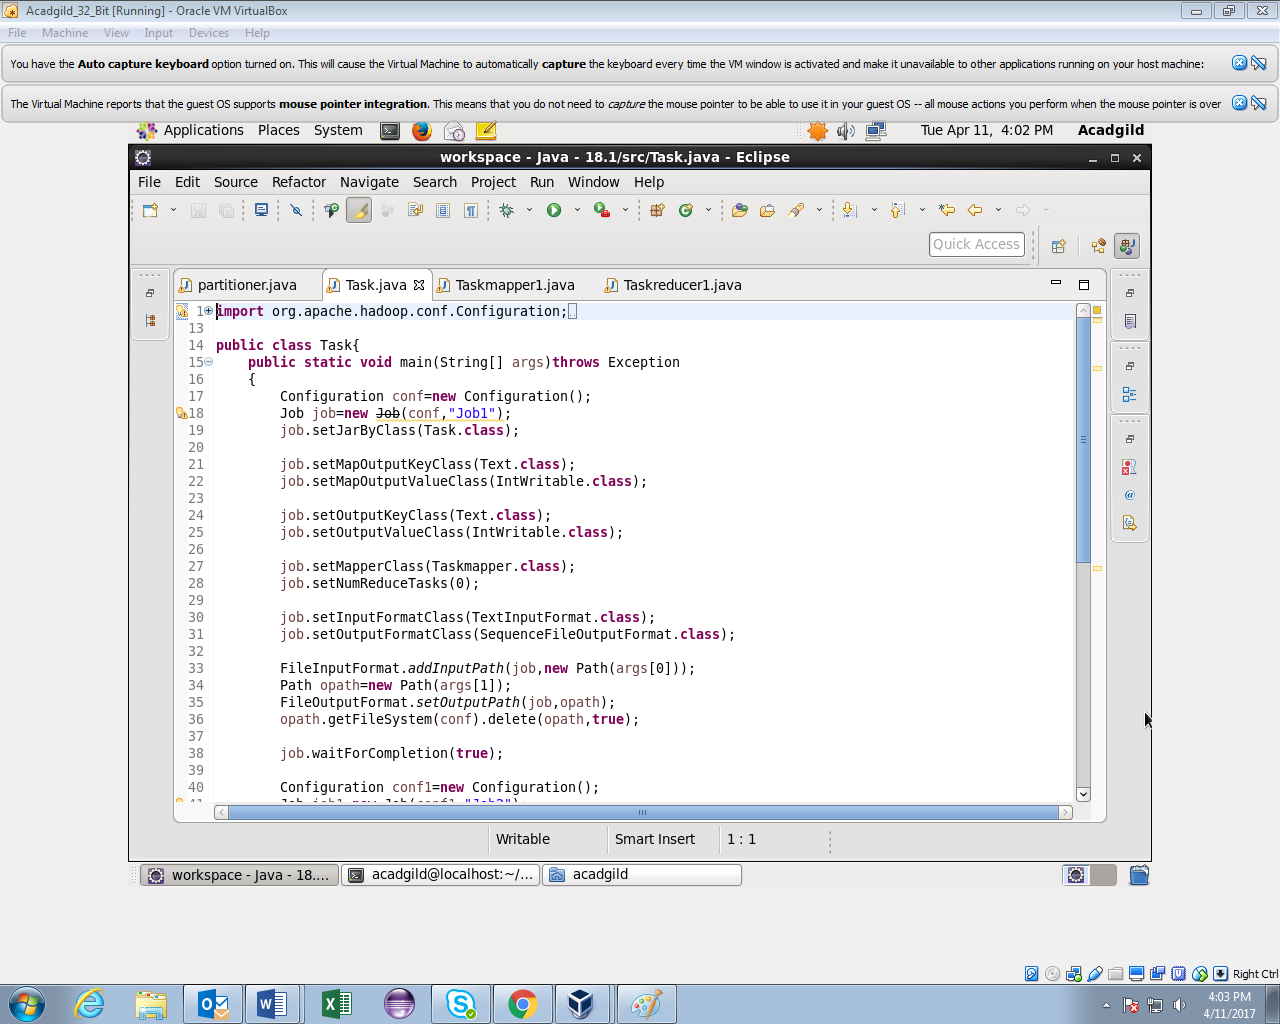 Acadgild_32_Bit [Running] - Oracle VM VirtualBox
File Machine View Input Devices Help
You have the Auto capture keyboard option turned on. This will cause the Virtual Machine to automatically capture the keyboard every time the VM window is activated and make it unavailable to other applications running on your host machine:
The Virtual Machine reports that the guest OS supports mouse pointer integration. This means that you do not need to capture the mouse pointer to be able to use it in your guest OS -- all mouse actions you perform when the mouse pointer is over
Applications Places System Tue Apr 11, 4:02 PM Acadgild
workspace - Java - 18.1/src/Task.java - Eclipse
File Edit Source Refactor Navigate Search Project Run Window Help
Quick Access
partitioner.java Task.java Taskmapper1.java Taskreducer1.java
1 import org.apache.hadoop.conf.Configuration;
13
14 public class Task{
15 public static void main(String[] args)throws Exception
16 {
17 Configuration conf=new Configuration();
18 Job job=new Job(conf,"Job1");
19 job.setJarByClass(Task.class);
20
21 job.setMapOutputKeyClass(Text.class);
22 job.setMapOutputValueClass(IntWritable.class);
23
24 job.setOutputKeyClass(Text.class);
25 job.setOutputValueClass(IntWritable.class);
26
27 job.setMapperClass(Taskmapper.class);
28 job.setNumReduceTasks(0);
29
30 job.setInputFormatClass(TextInputFormat.class);
31 job.setOutputFormatClass(SequenceFileOutputFormat.class);
32
33 FileInputFormat.addInputPath(job,new Path(args[0]));
34 Path opath=new Path(args[1]);
35 FileOutputFormat.setOutputPath(job,opath);
36 opath.getFileSystem(conf).delete(opath,true);
37
38 job.waitForCompletion(true);
39
40 Configuration conf1=new Configuration();
41 Job job1=new Job(conf1,"Job2");
Writable Smart Insert 1 : 1
workspace - Java - 18.... acadgild@localhost:~/... acadgild
Right Ctrl
4:03 PM
4/11/2017